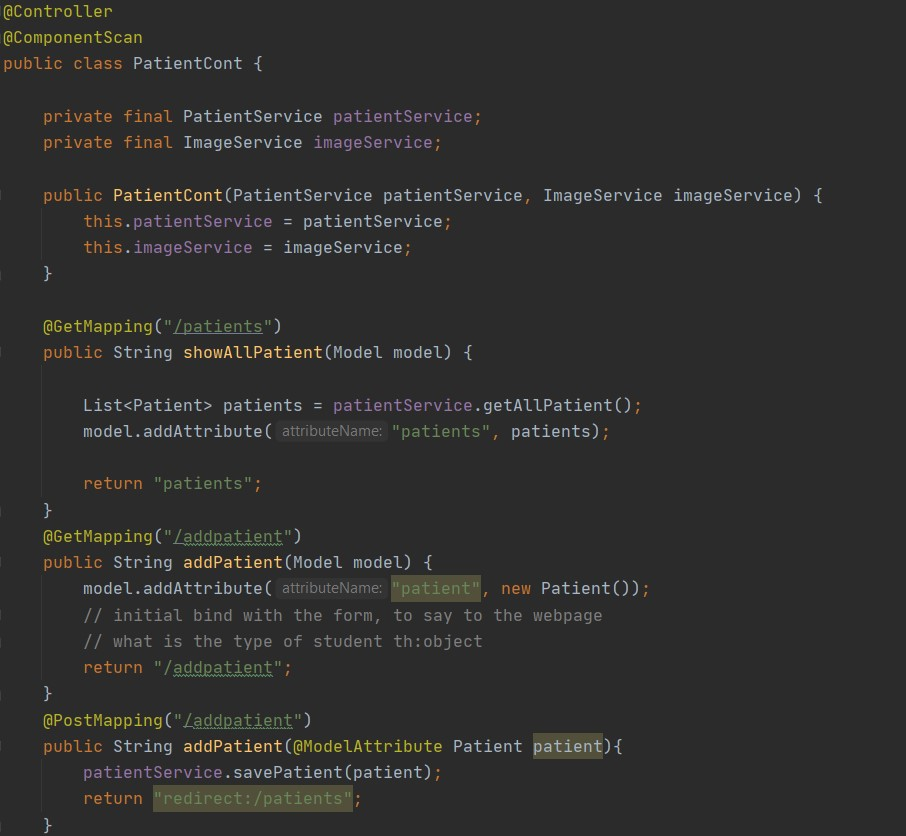 @Controller
@ComponentScan
public class PatientCont {
private final PatientService patientService;
private final ImageService imageService;
public PatientCont(PatientService patientService, ImageService imageService) {
this.patientService = patientService;
this.imageService = imageService;
}
@GetMapping("/patients")
public String showAllPatient(Model model) {
List<Patient> patients = patientService.getAllPatient();
model.addAttribute( attributeName: "patients", patients);
return "patients";
}
@GetMapping("/addpatient")
public String addPatient(Model model) {
model.addAttribute( attributeName: "patient", new Patient());
// initial bind with the form, to say to the webpage
// what is the type of student th:object
return "/addpatient";
}
@PostMapping("/addpatient")
public String addPatient(@ModelAttribute Patient patient){
patientService.savePatient(patient);
return "redirect:/patients";
}